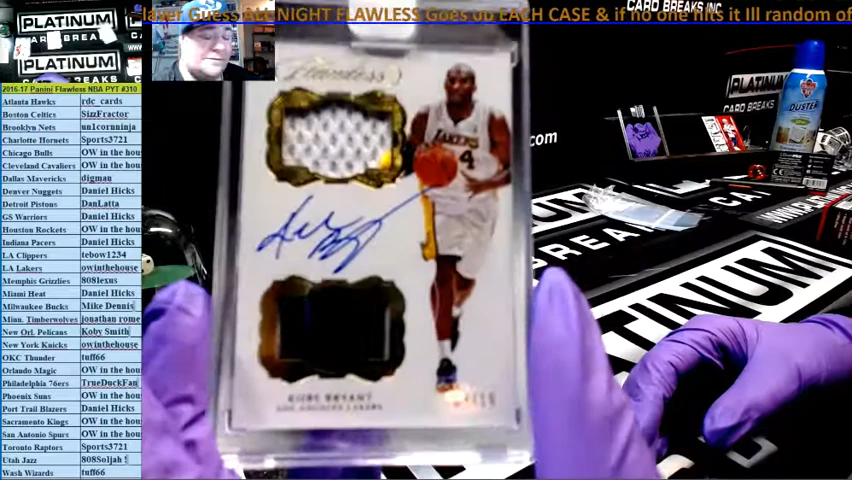 layer Guess ALL NIGHT FLAWLESS Goes up EACH CASE & if no one hits it Ill random of
2016-17 Panini Flawless NBA PYT #310
Atlanta Hawks rdc_cards
Boston Celtics SizzFractor
Brooklyn Nets un1cornninja
Charlotte Hornets Sports3721
Chicago Bulls OW in the hou
Cleveland Cavaliers OW in the hou
Dallas Mavericks digman
Denver Nuggets Daniel Hicks
Detroit Pistons DanLatta
GS Warriors Daniel Hicks
Houston Rockets OW in the hou
Indiana Pacers Daniel Hicks
LA Clippers tebow1234
LA Lakers owinthehouse
Memphis Grizzlies 808lexus
Miami Heat Daniel Hicks
Milwaukee Bucks Mike Dennis
Minn. Timberwolves jonathan rome
New Orl. Pelicans Koby Smith
New York Knicks owinthehouse
OKC Thunder tuff66
Orlando Magic OW in the hou
Philadelphia 76ers TrueDuckFan
Phoenix Suns OW in the hou
Port Trail Blazers Daniel Hicks
Sacramento Kings OW in the hou
San Antonio Spurs OW in the hou
Toronto Raptors Sports3721
Utah Jazz 808Soljah
Wash Wizards tuff66
PLATINUM
CARD BREAKS
PLATINUM
Flawless
LAKERS
4
KOBE BRYANT
LOS ANGELES LAKERS
.com
CARD BREAKS INC
PLATINUM
CARD BREAKS
DUSTER
PLATINUM
TINUM